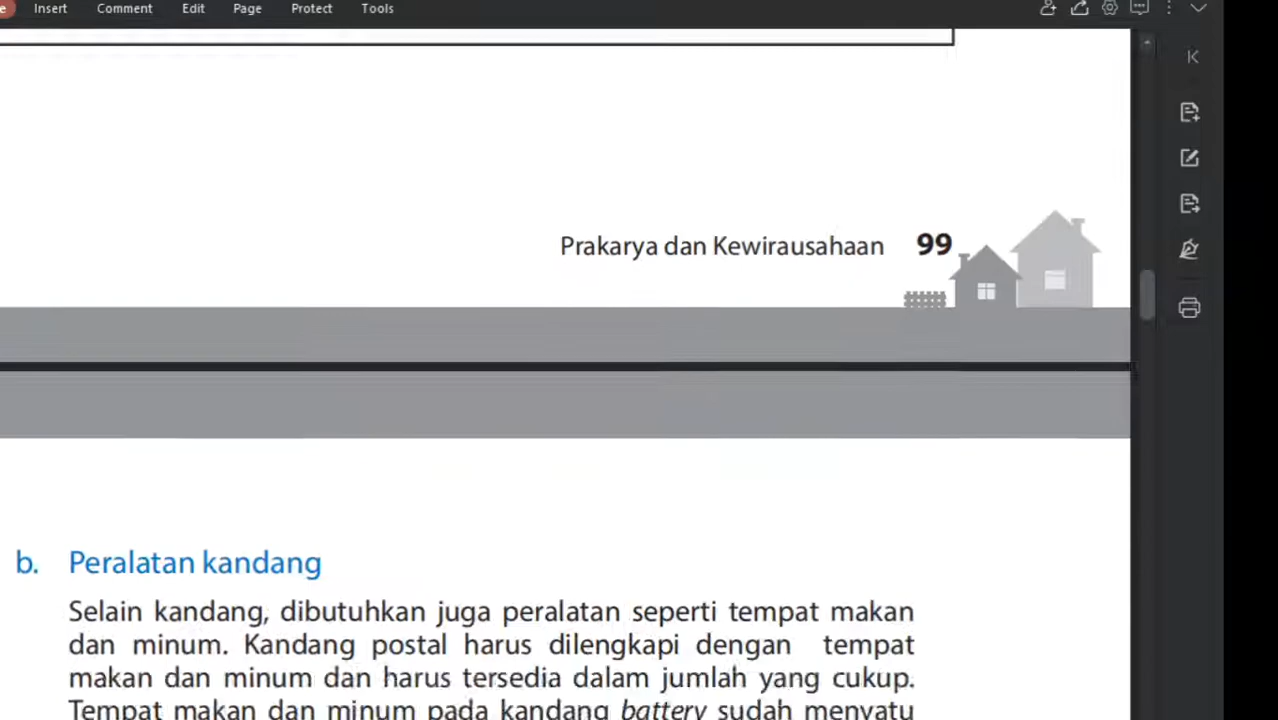 Insert Comment Edit Page Protect Tools
Prakarya dan Kewirausahaan 99
b. Peralatan kandang
Selain kandang, dibutuhkan juga peralatan seperti tempat makan
dan minum. Kandang postal harus dilengkapi dengan tempat
makan dan minum dan harus tersedia dalam jumlah yang cukup.
Tempat makan dan minum pada kandang battery sudah menyatu